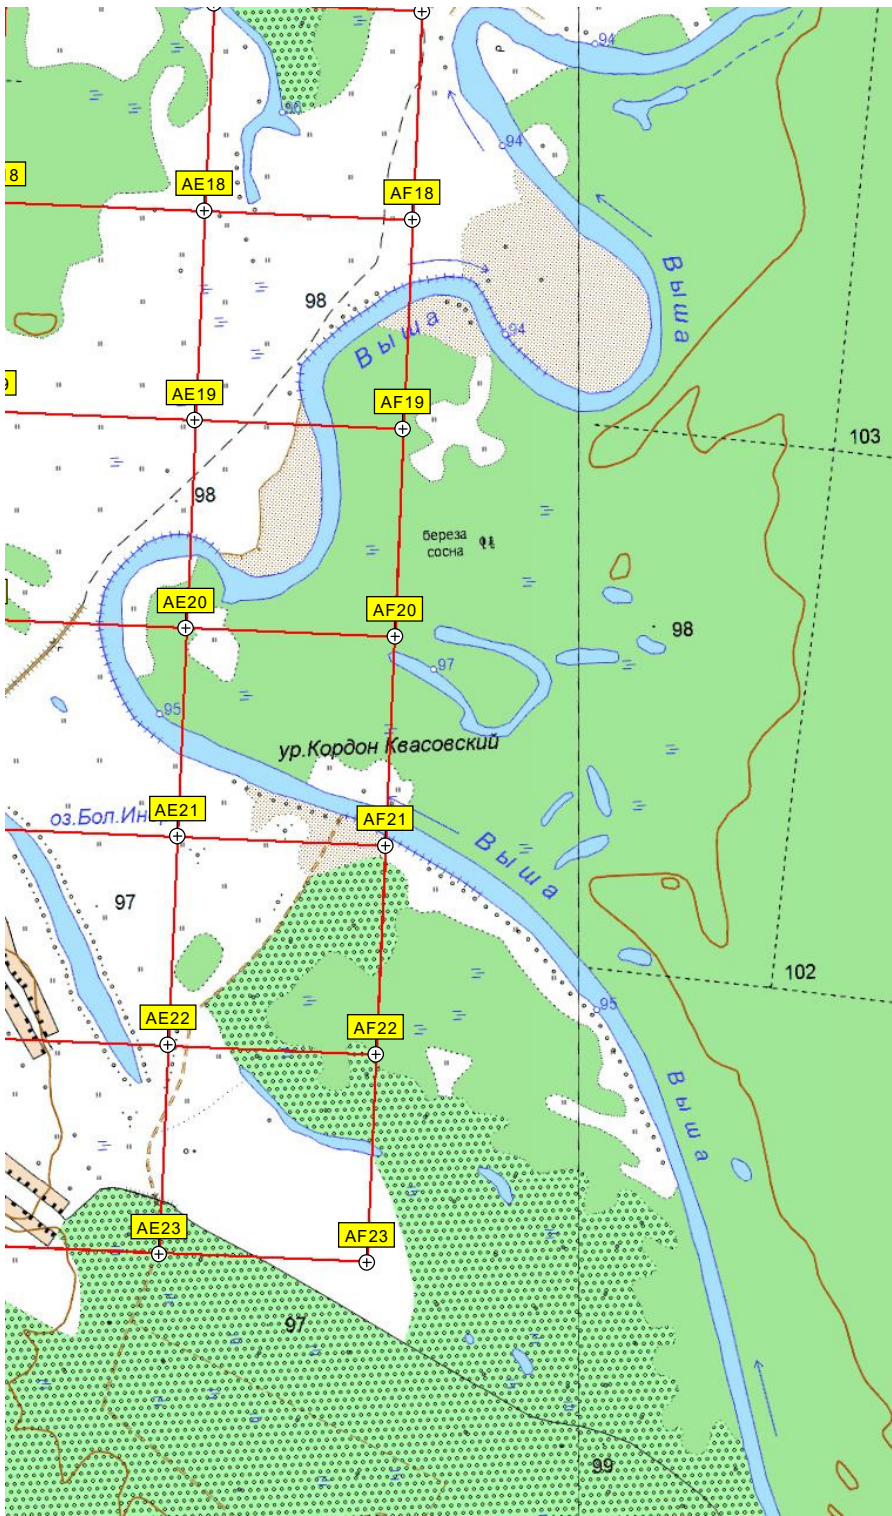 94
96
р
94
8
AE18
AF18
Выша
98
Выша
94
9
AE19
AF19
103
98
береза
сосна
AE20
AF20
97
98
95
ур.Кордон Квасовский
AE21
оз.Бол.Ин
AF21
Выша
97
102
95
AE22
AF22
Выша
AE23
AF23
97
99